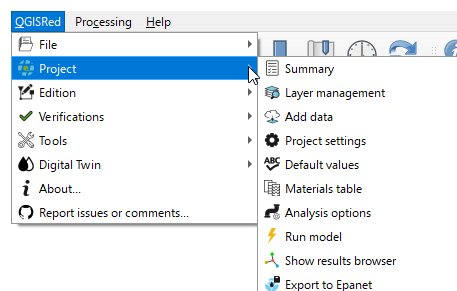 QGISRed Processing Help
File
Project
Edition
Verifications
Tools
Digital Twin
About...
Report issues or comments...
Summary
Layer management
Add data
Project settings
ABC Default values
Materials table
Analysis options
Run model
Show results browser
Export to Epanet